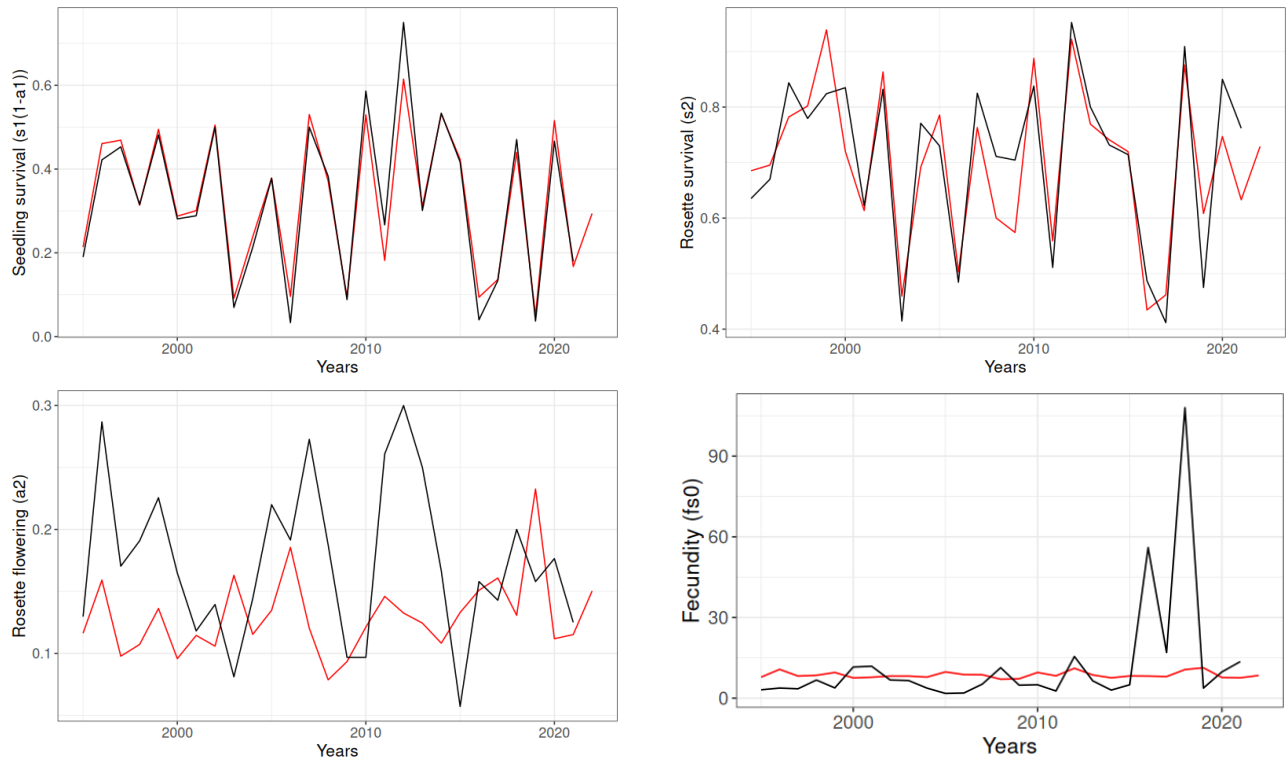 Seedling survival (s1(1-a1))
0.6
0.4
0.2
0.0
2000 2010 2020
Years
Rosette survival (s2)
0.8
0.6
0.4
2000 2010 2020
Years
Rosette flowering (a2)
0.3
0.2
0.1
2000 2010 2020
Years
Fecundity (fs0)
90
60
30
0
2000 2010 2020
Years